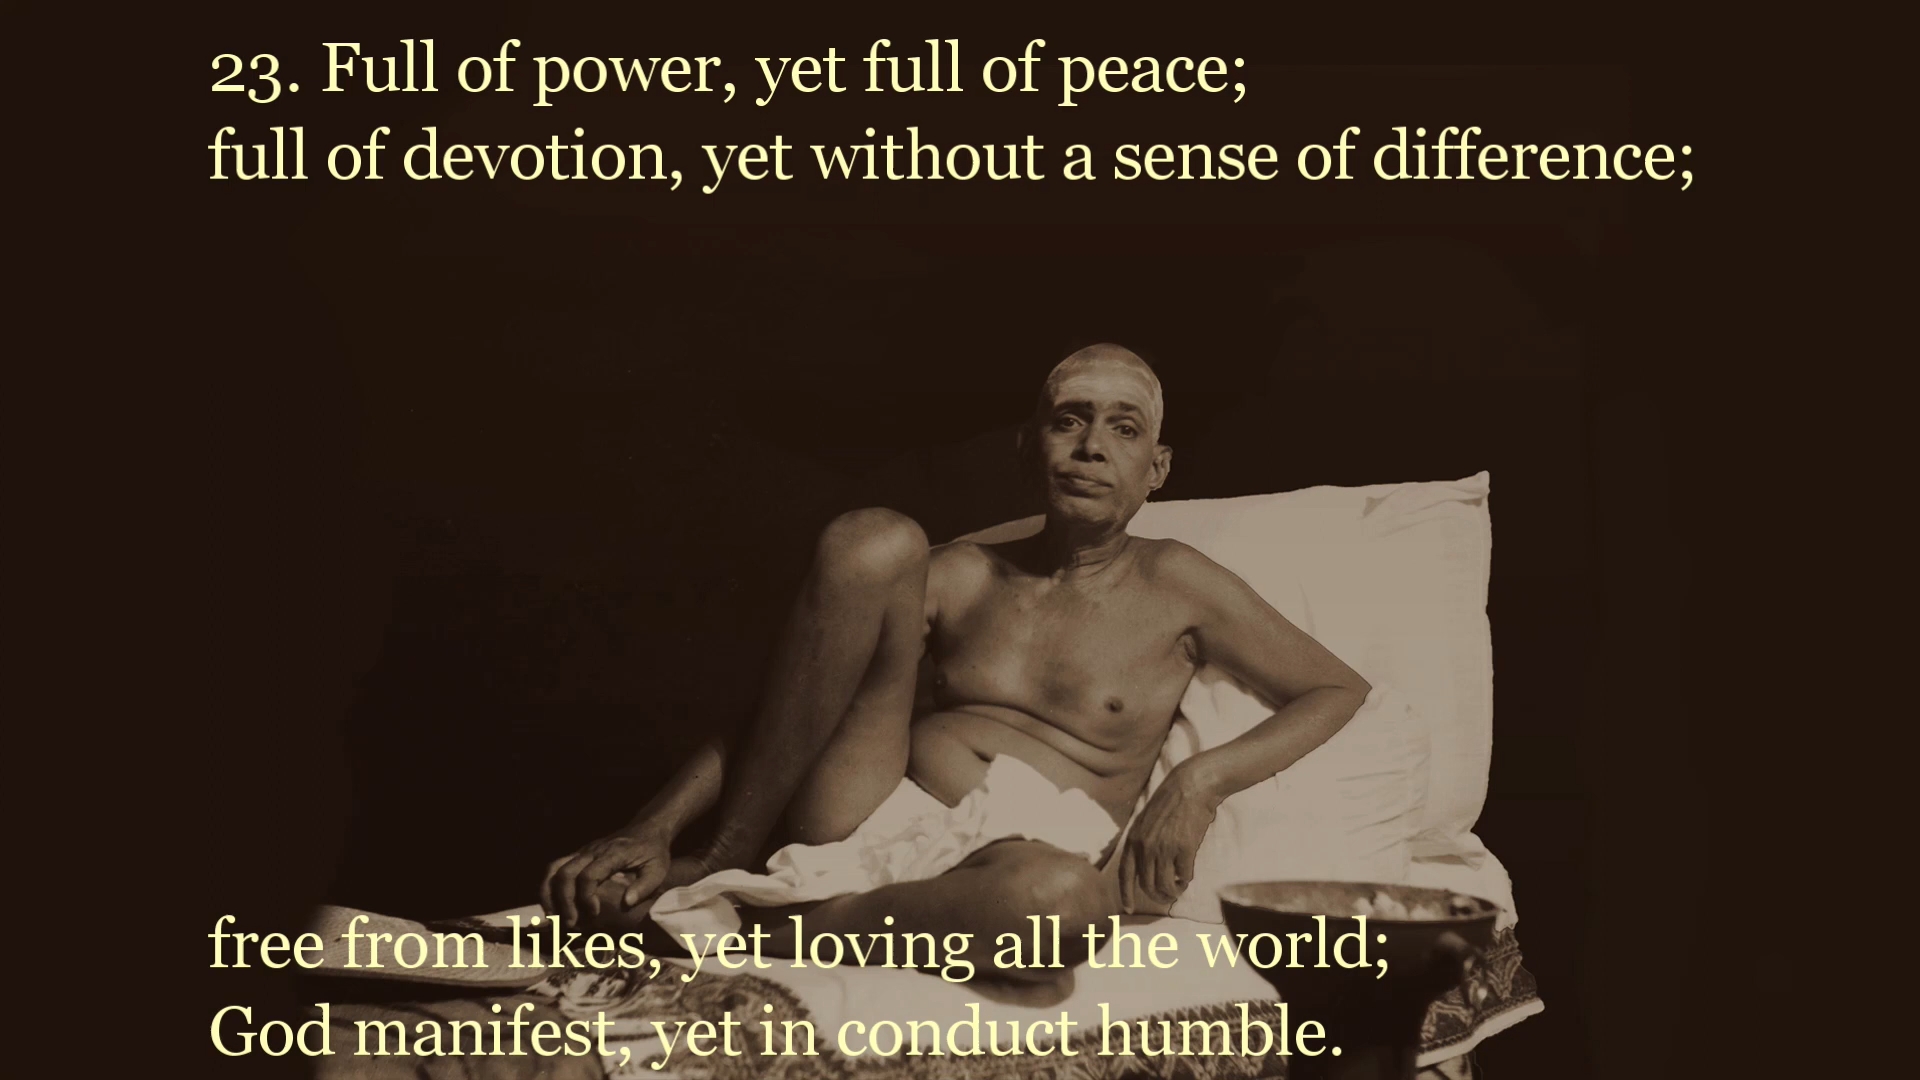 23. Full of power, yet full of peace;
full of devotion, yet without a sense of difference;
free from likes, yet loving all the world;
God manifest, yet in conduct humble.